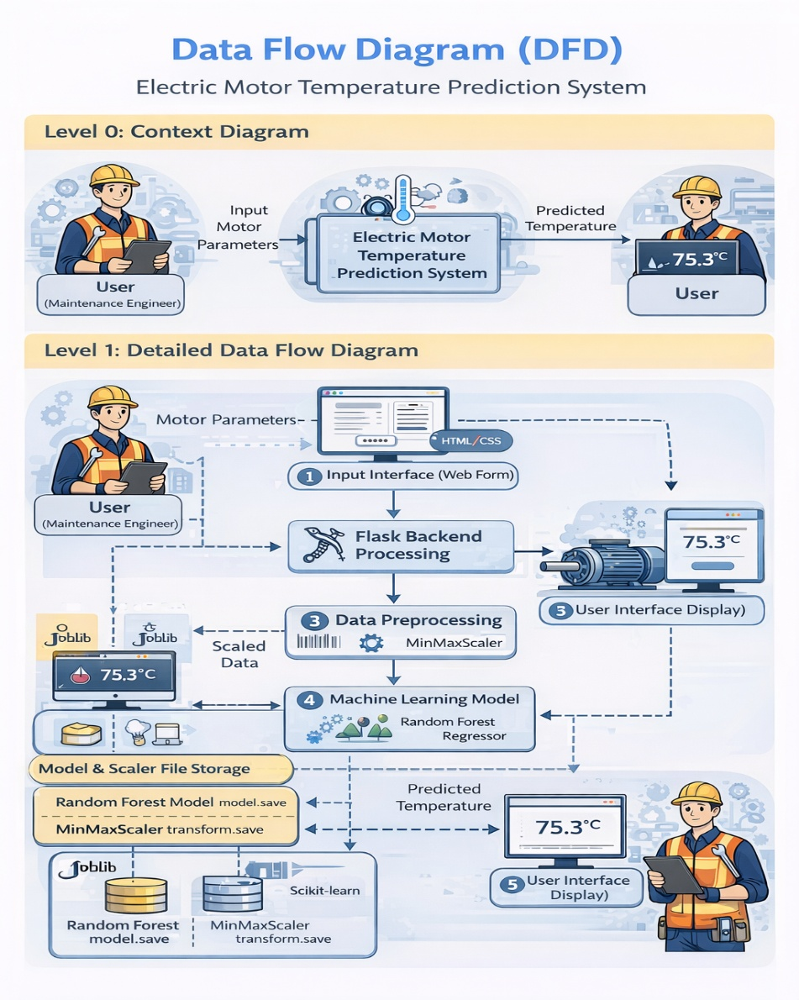 Data Flow Diagram (DFD)
Electric Motor Temperature Prediction System
Level 0: Context Diagram
Input
Motor
Parameters
Electric Motor
Temperature
Prediction System
Predicted
Temperature
75.3°C
User
(Maintenance Engineer)
User
Level 1: Detailed Data Flow Diagram
Motor Parameters
HTML/CSS
1 Input Interface (Web Form)
User
(Maintenance Engineer)
Flask Backend
Processing
75.3°C
3 User Interface Display)
3 Data Preprocessing
MinMaxScaler
Joblib
Joblib
Scaled
Data
75.3°C
4 Machine Learning Model
Random Forest
Regressor
Model & Scaler File Storage
Random Forest Model model.save
MinMaxScaler transform.save
Predicted
Temperature
75.3°C
5 User Interface
Display)
Joblib
Scikit-learn
Random Forest
model.save
MinMaxScaler
transform.save